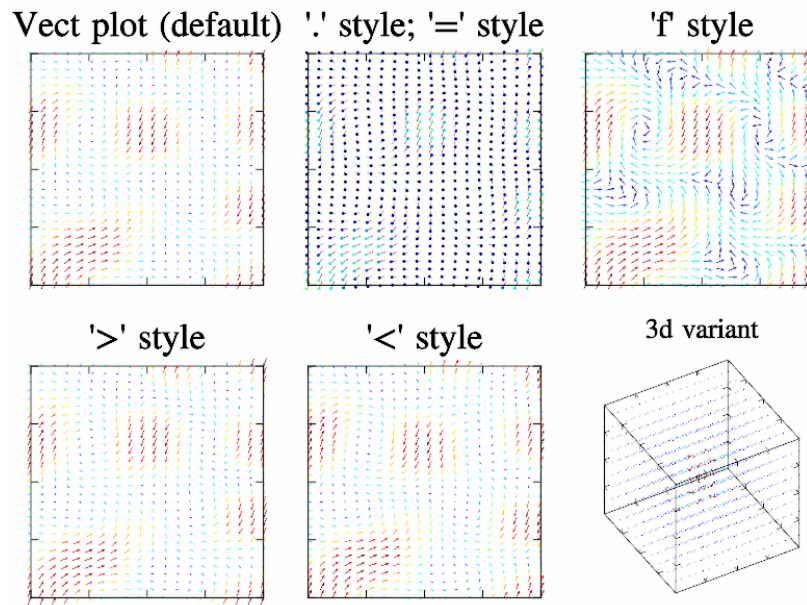 Vect plot (default)
'.' style; '=' style
'f' style
'>' style
'<' style
3d variant